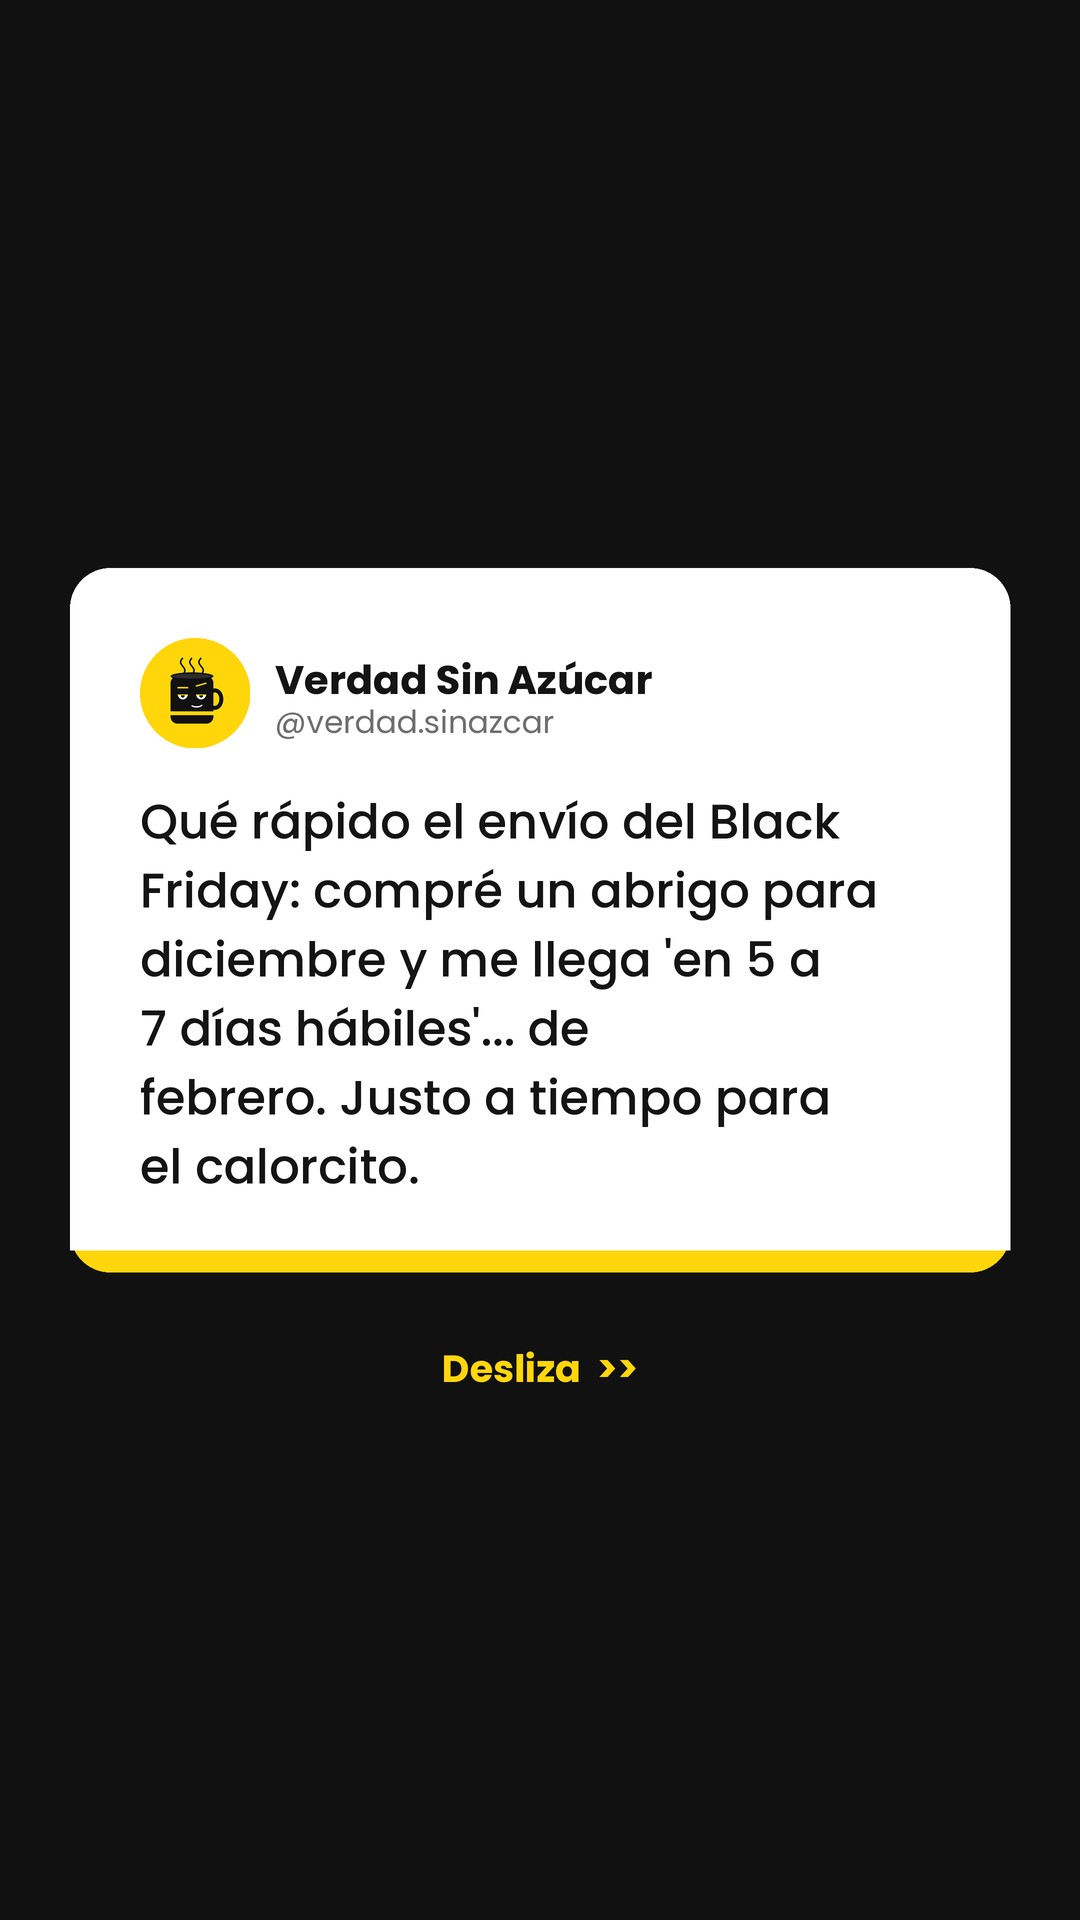 Verdad Sin Azúcar
@verdad.sinazcar
Qué rápido el envío del Black
Friday: compré un abrigo para
diciembre y me llega 'en 5 a
7 días hábiles'... de
febrero. Justo a tiempo para
el calorcito.
Desliza >>